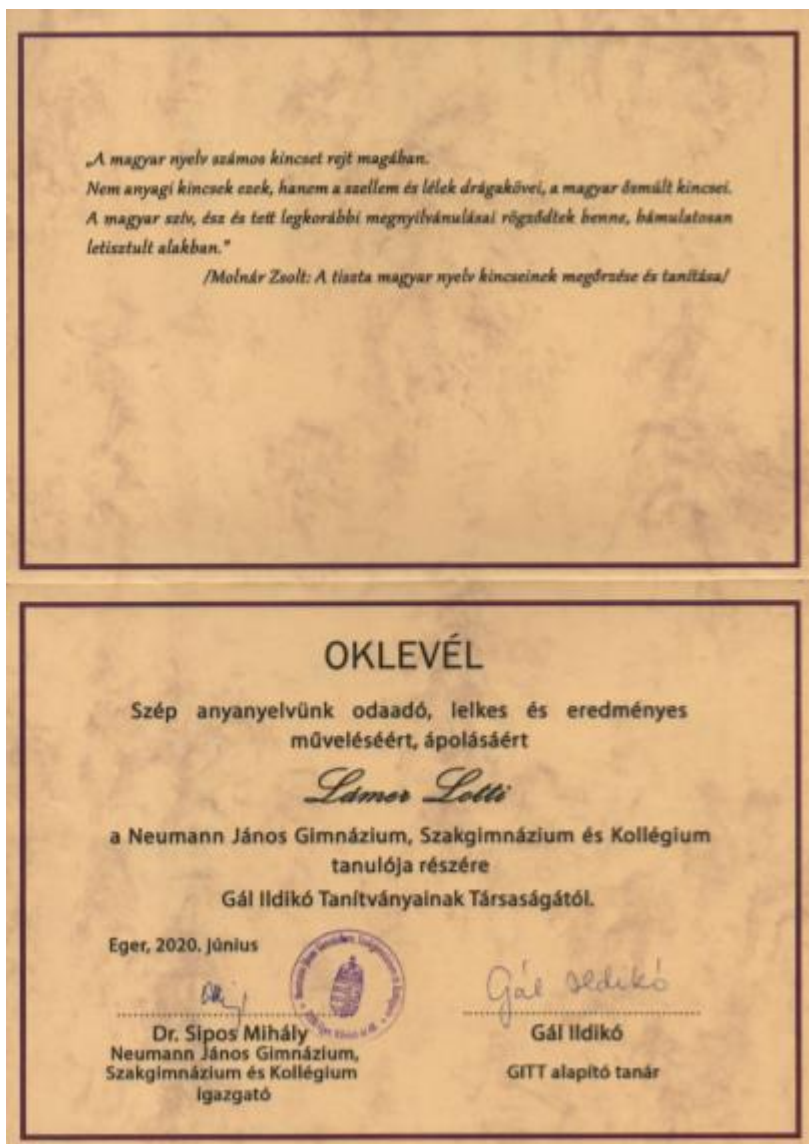 „A magyar nyelv számos kincset rejt magában.
Nem anyagi kincsek ezek, hanem a szellem és lélek drágakövei, a magyar ősmúlt kincsei.
A magyar szív, ész és tett legkorábbi megnyilvánulásai rögződtek benne, bámulatosan
letisztult alakban."
/Molnár Zsolt: A tiszta magyar nyelv kincseinek megőrzése és tanítása/
OKLEVÉL
Szép anyanyelvünk odaadó, lelkes és eredményes
műveléséért, ápolásáért
Lámer Lotti
a Neumann János Gimnázium, Szakgimnázium és Kollégium
tanulója részére
Gál Ildikó Tanítványainak Társaságától.
Eger, 2020. június
Gál Ildikó
Dr. Sipos Mihály
Neumann János Gimnázium,
Szakgimnázium és Kollégium
igazgató
Gál Ildikó
GITT alapító tanár